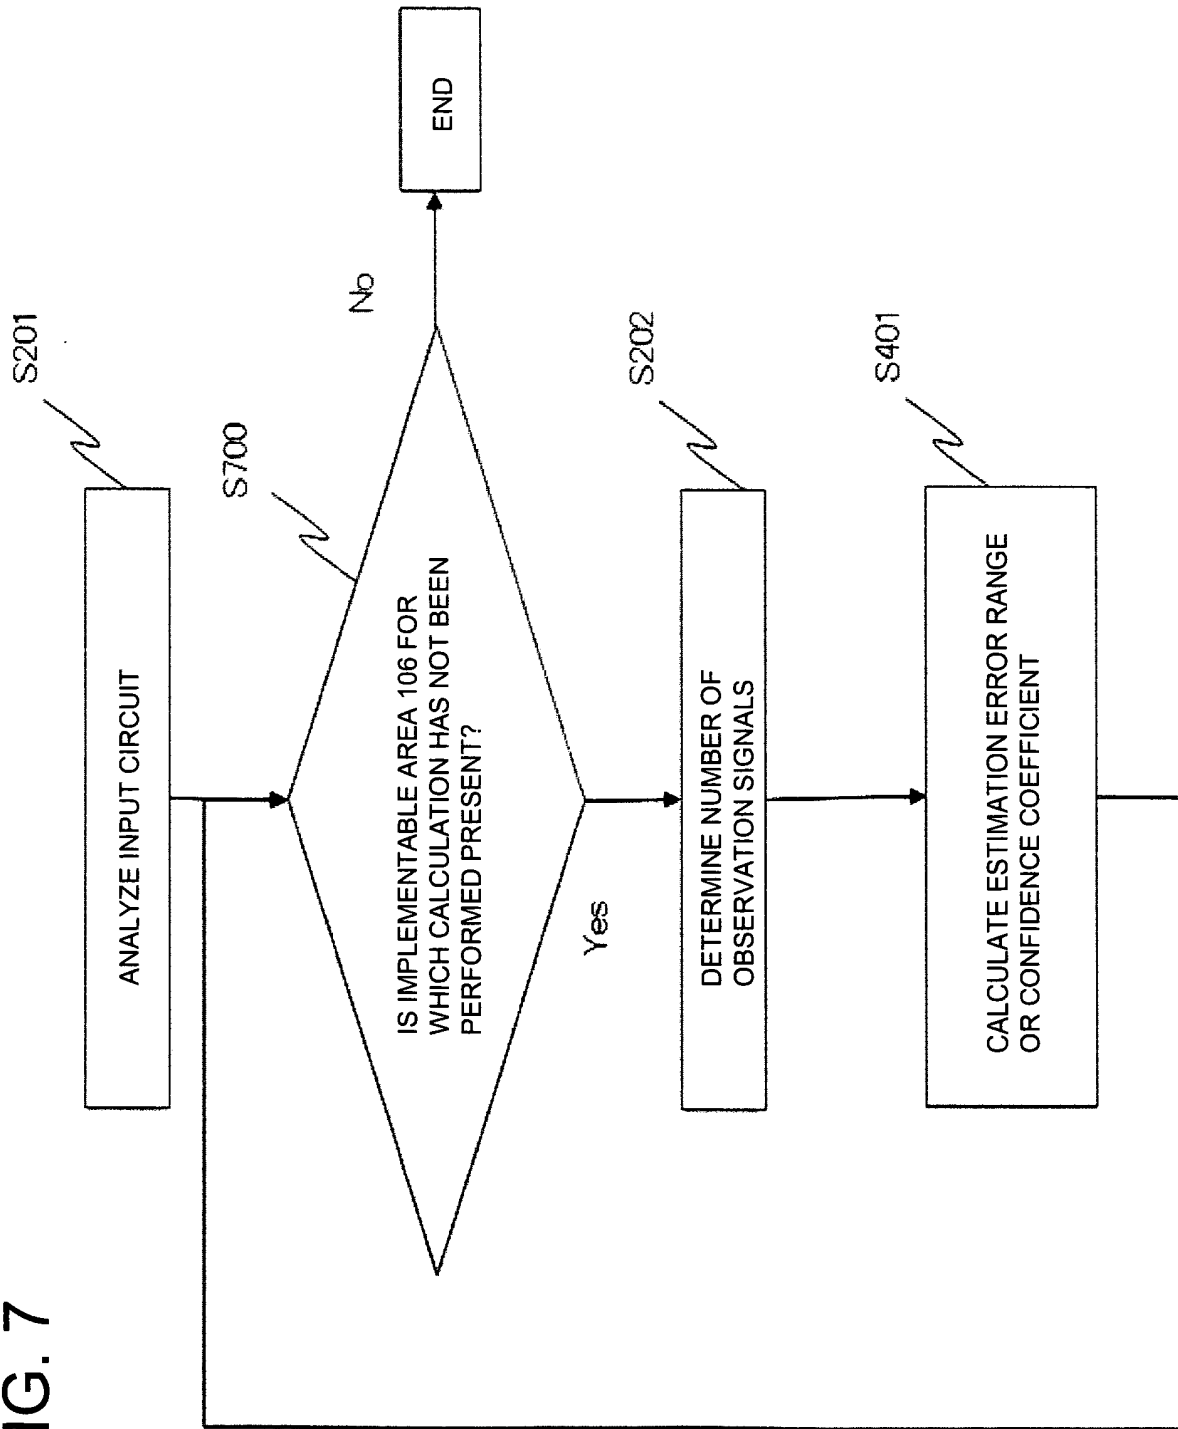 IG. 7
S201
ANALYZE INPUT CIRCUIT
S700
IS IMPLEMENTABLE AREA 106 FOR
WHICH CALCULATION HAS NOT BEEN
PERFORMED PRESENT?
No
END
Yes
S202
DETERMINE NUMBER OF
OBSERVATION SIGNALS
S401
CALCULATE ESTIMATION ERROR RANGE
OR CONFIDENCE COEFFICIENT